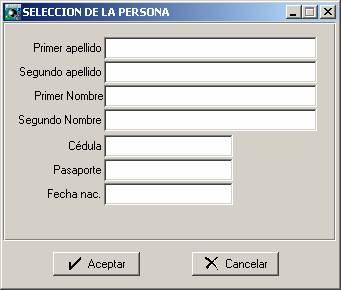 SELECCION DE LA PERSONA
Primer apellido
Segundo apellido
Primer Nombre
Segundo Nombre
Cédula
Pasaporte
Fecha nac.
Aceptar Cancelar